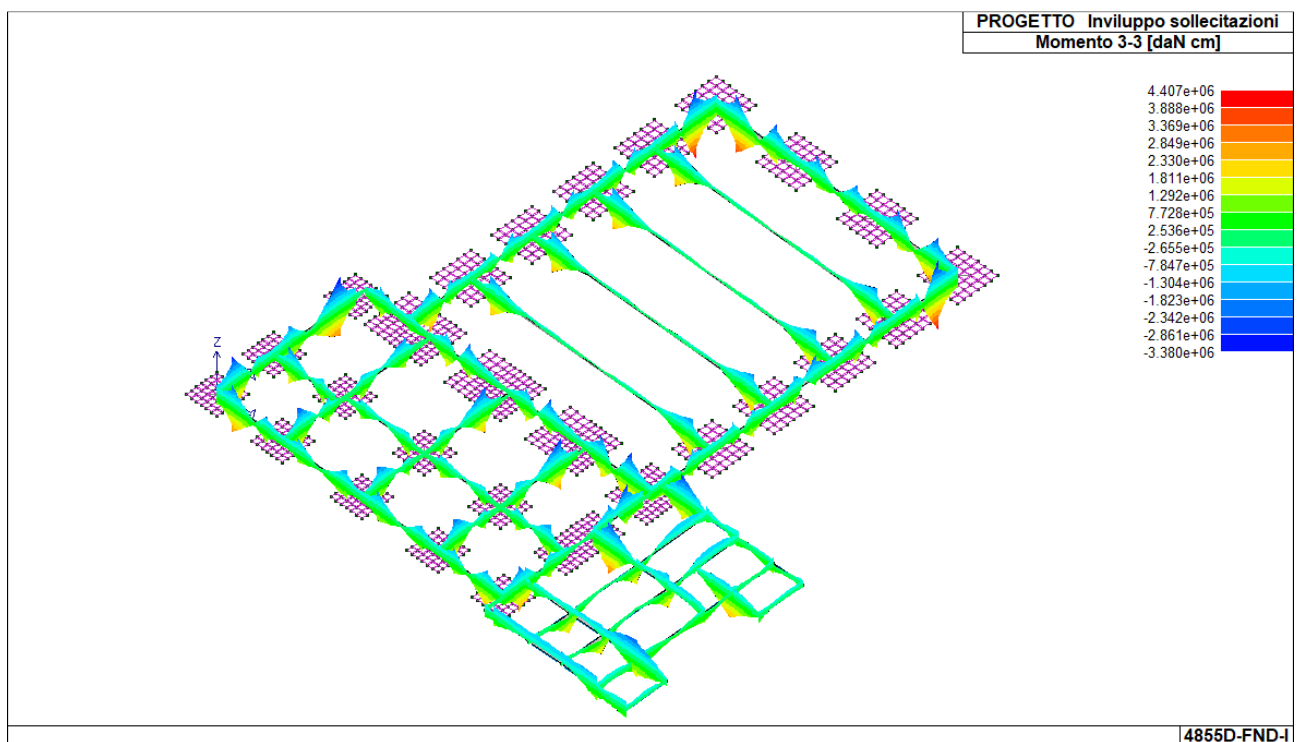 PROGETTO Inviluppo sollecitazioni
Momento 3-3 [daN cm]
4.407e+06
3.888e+06
3.369e+06
2.849e+06
2.330e+06
1.811e+06
1.292e+06
7.728e+05
2.536e+05
-2.655e+05
-7.847e+05
-1.304e+06
-1.823e+06
-2.342e+06
-2.861e+06
-3.380e+06
Z
4855D-FND-I